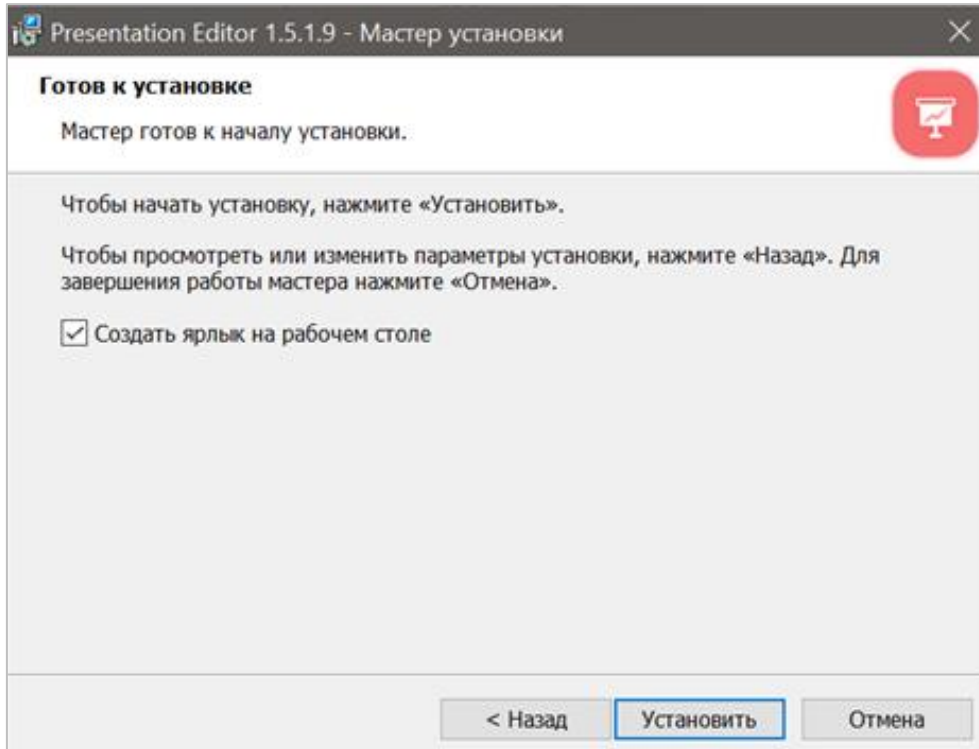 Presentation Editor 1.5.1.9 - Мастер установки
Готов к установке
Мастер готов к началу установки.
Чтобы начать установку, нажмите «Установить».
Чтобы просмотреть или изменить параметры установки, нажмите «Назад». Для
завершения работы мастера нажмите «Отмена».
Создать ярлык на рабочем столе
< Назад
Установить
Отмена